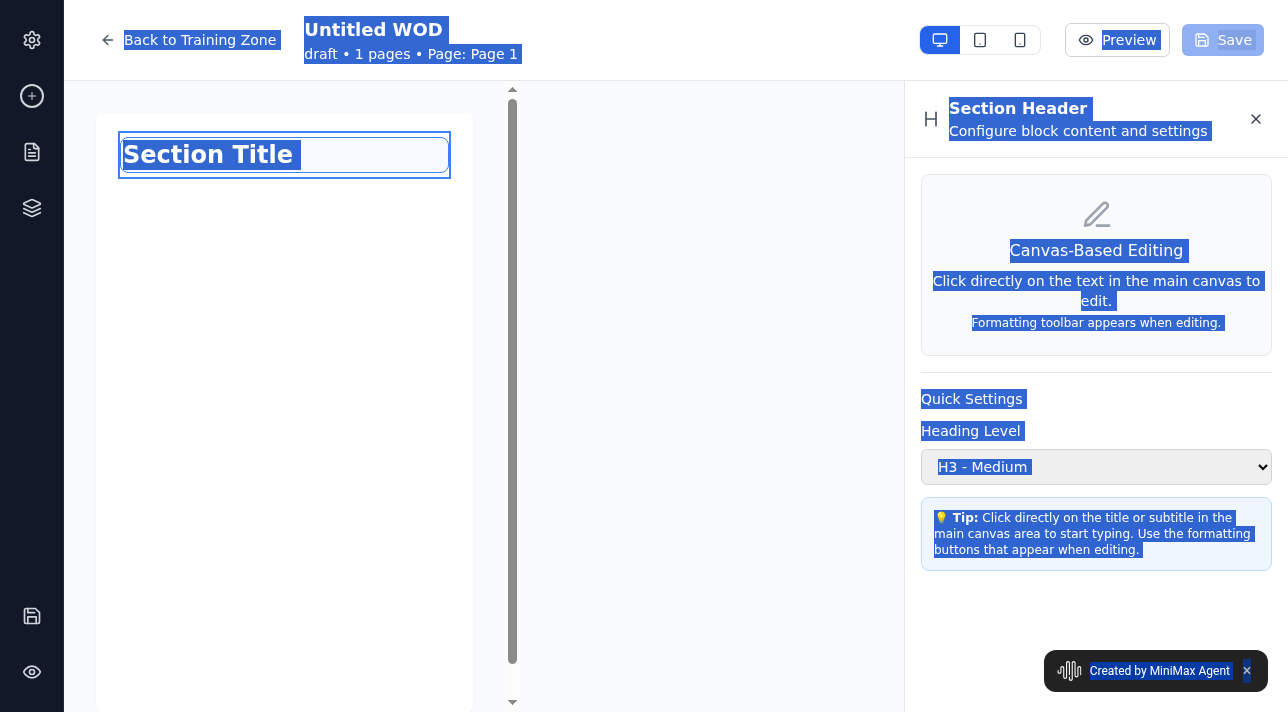 Back to Training Zone
Untitled WOD
draft • 1 pages • Page: Page 1
Preview
Save
Section Title
Section Header
Configure block content and settings
Canvas-Based Editing
Click directly on the text in the main canvas to
edit.
Formatting toolbar appears when editing.
Quick Settings
Heading Level
H3 - Medium
💡 Tip: Click directly on the title or subtitle in the
main canvas area to start typing. Use the formatting
buttons that appear when editing.
Created by MiniMax Agent ×